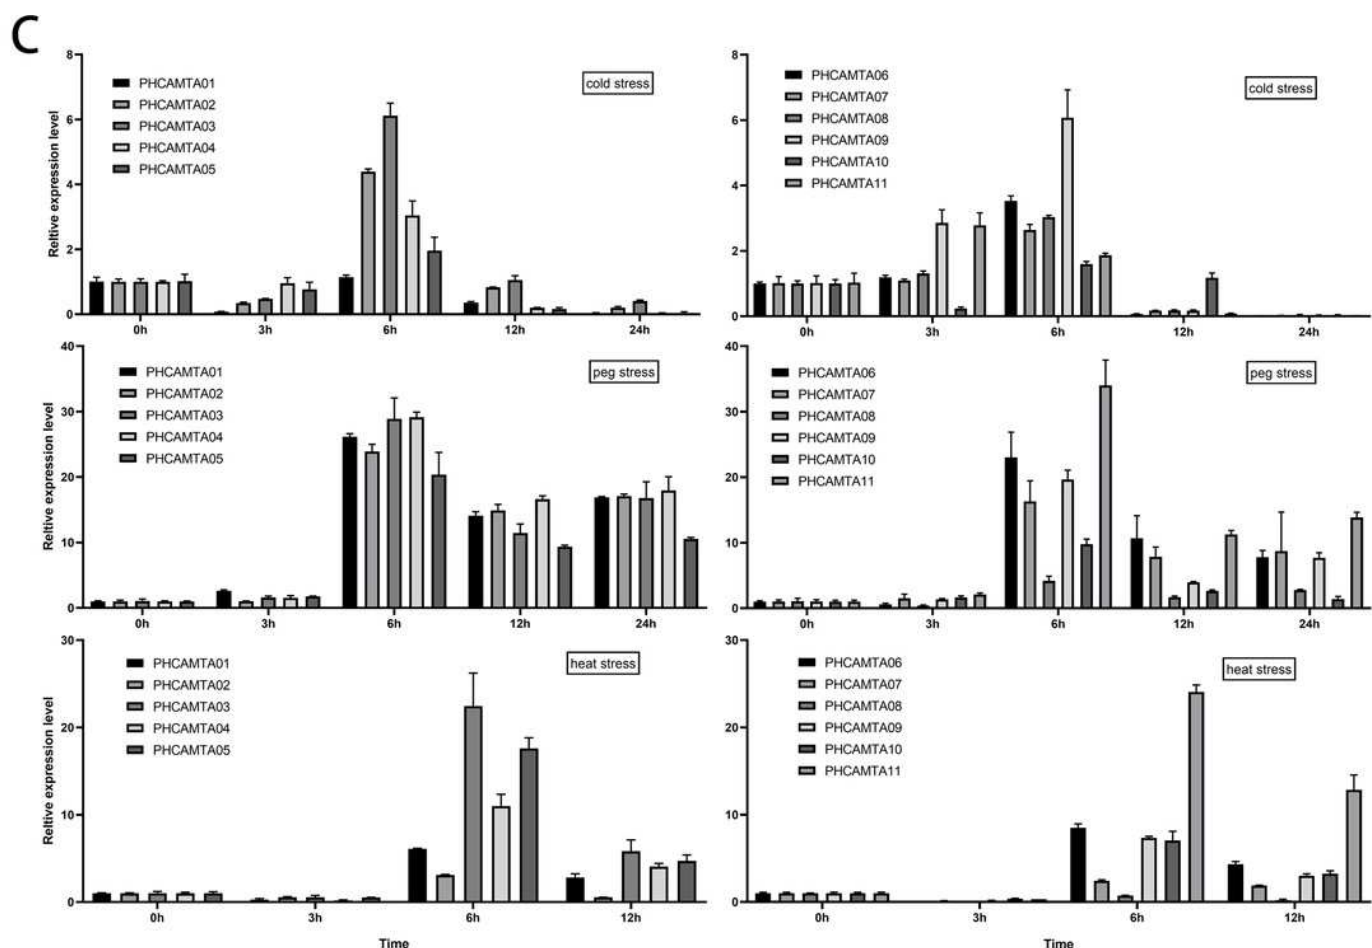 C
8
6
4
2
0
Reltive expression level
PHCAMTA01
PHCAMTA02
PHCAMTA03
PHCAMTA04
PHCAMTA05
cold stress
0h
3h
6h
12h
24h
8
6
4
2
0
PHCAMTA06
PHCAMTA07
PHCAMTA08
PHCAMTA09
PHCAMTA10
PHCAMTA11
cold stress
0h
3h
6h
12h
24h
40
30
20
10
0
Reltive expression level
PHCAMTA01
PHCAMTA02
PHCAMTA03
PHCAMTA04
PHCAMTA05
peg stress
0h
3h
6h
12h
24h
40
30
20
10
0
PHCAMTA06
PHCAMTA07
PHCAMTA08
PHCAMTA09
PHCAMTA10
PHCAMTA11
peg stress
0h
3h
6h
12h
24h
30
20
10
0
Reltive expression level
PHCAMTA01
PHCAMTA02
PHCAMTA03
PHCAMTA04
PHCAMTA05
heat stress
0h
3h
6h
12h
Time
30
20
10
0
PHCAMTA06
PHCAMTA07
PHCAMTA08
PHCAMTA09
PHCAMTA10
PHCAMTA11
heat stress
0h
3h
6h
12h
Time